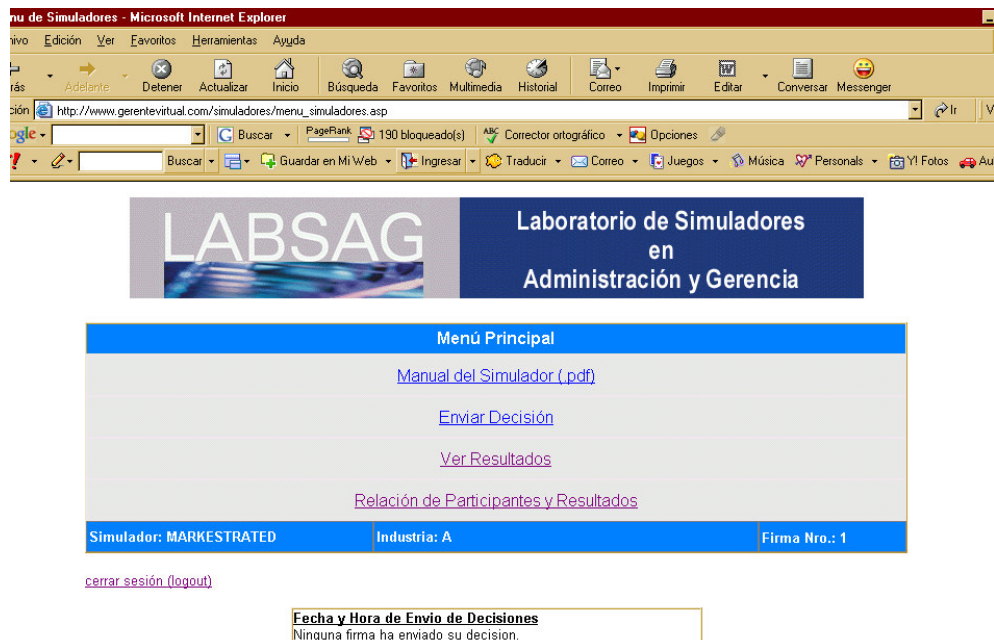 nu de Simuladores - Microsoft Internet Explorer
ivo Edición Ver Favoritos Herramientas Ayuda
rás Adelante Detener Actualizar Inicio Búsqueda Favoritos Multimedia Historial Correo Imprimir Editar Conversar Messenger
ción http://www.gerentevirtual.com/simuladores/menu_simuladores.asp Ir V
ogle Buscar PageRank 190 bloqueado(s) ABC Corrector ortográfico Opciones
Y! Buscar Guardar en Mi Web Ingresar Traducir Correo Juegos Música Personals Y! Fotos Au
LABSAG
Laboratorio de Simuladores
en
Administración y Gerencia
Menú Principal
Manual del Simulador (.pdf)
Enviar Decisión
Ver Resultados
Relación de Participantes y Resultados
Simulador: MARKESTRATED Industria: A Firma Nro.: 1
cerrar sesión (logout)
Fecha y Hora de Envio de Decisiones
Ninguna firma ha enviado su decision.